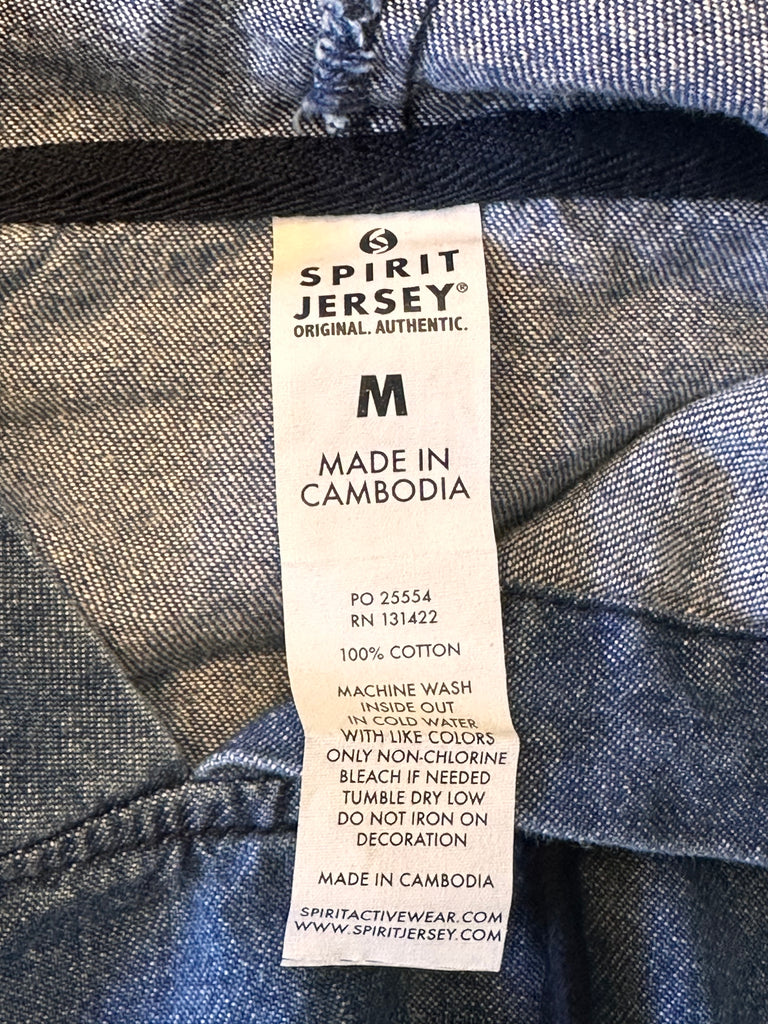 SPIRIT
JERSEY®
ORIGINAL. AUTHENTIC.
M
MADE IN
CAMBODIA
PO 25554
RN 131422
100% COTTON
MACHINE WASH
INSIDE OUT
IN COLD WATER
WITH LIKE COLORS
ONLY NON-CHLORINE
BLEACH IF NEEDED
TUMBLE DRY LOW
DO NOT IRON ON
DECORATION
MADE IN CAMBODIA
SPIRITACTIVEWEAR.COM
WWW.SPIRITJERSEY.COM